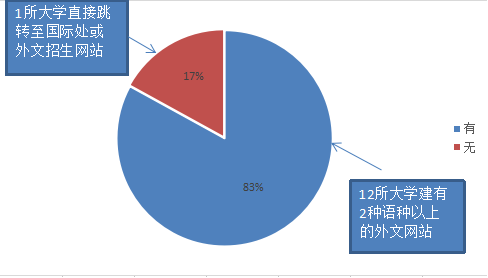 1所大学直接跳
转至国际处或
外文招生网站
17%
83%
有
无
12所大学建有
2种语种以上
的外文网站